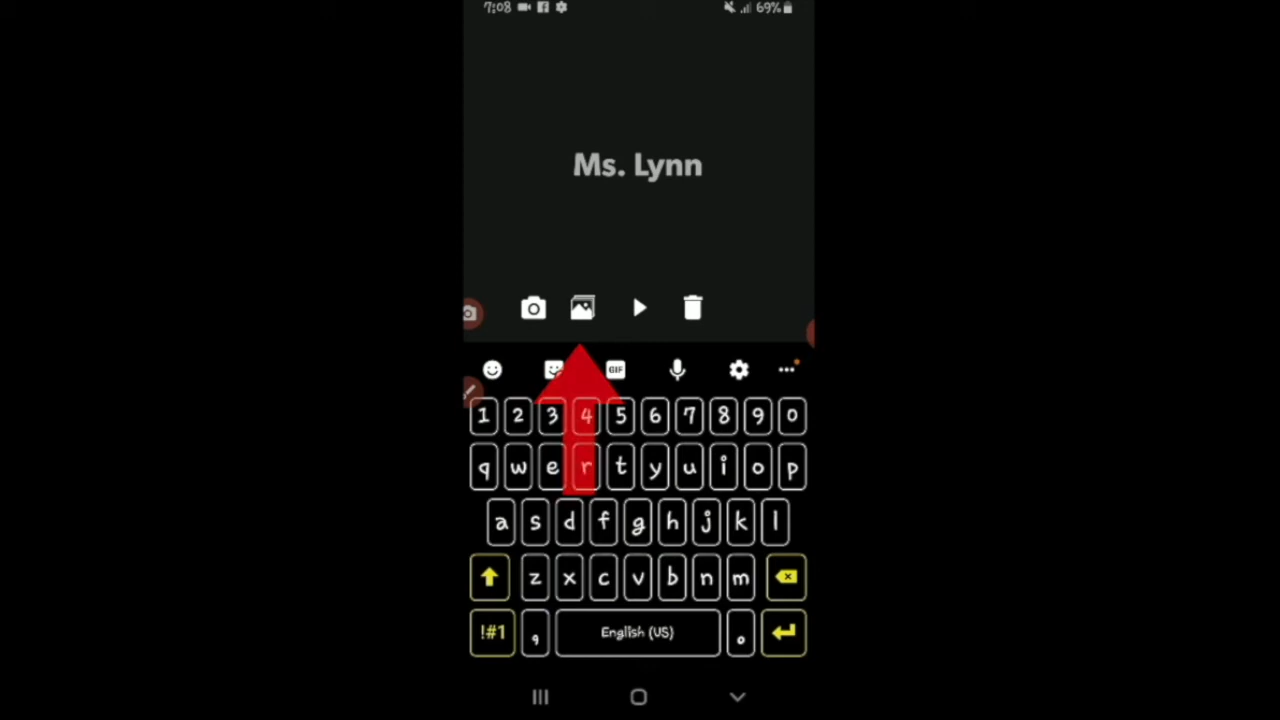 7:08 69%
Ms. Lynn
GIF
1 2 3 4 5 6 7 8 9 0
q w e r t y u i o p
a s d f g h j k l
z x c v b n m
!#1 , English (US) .